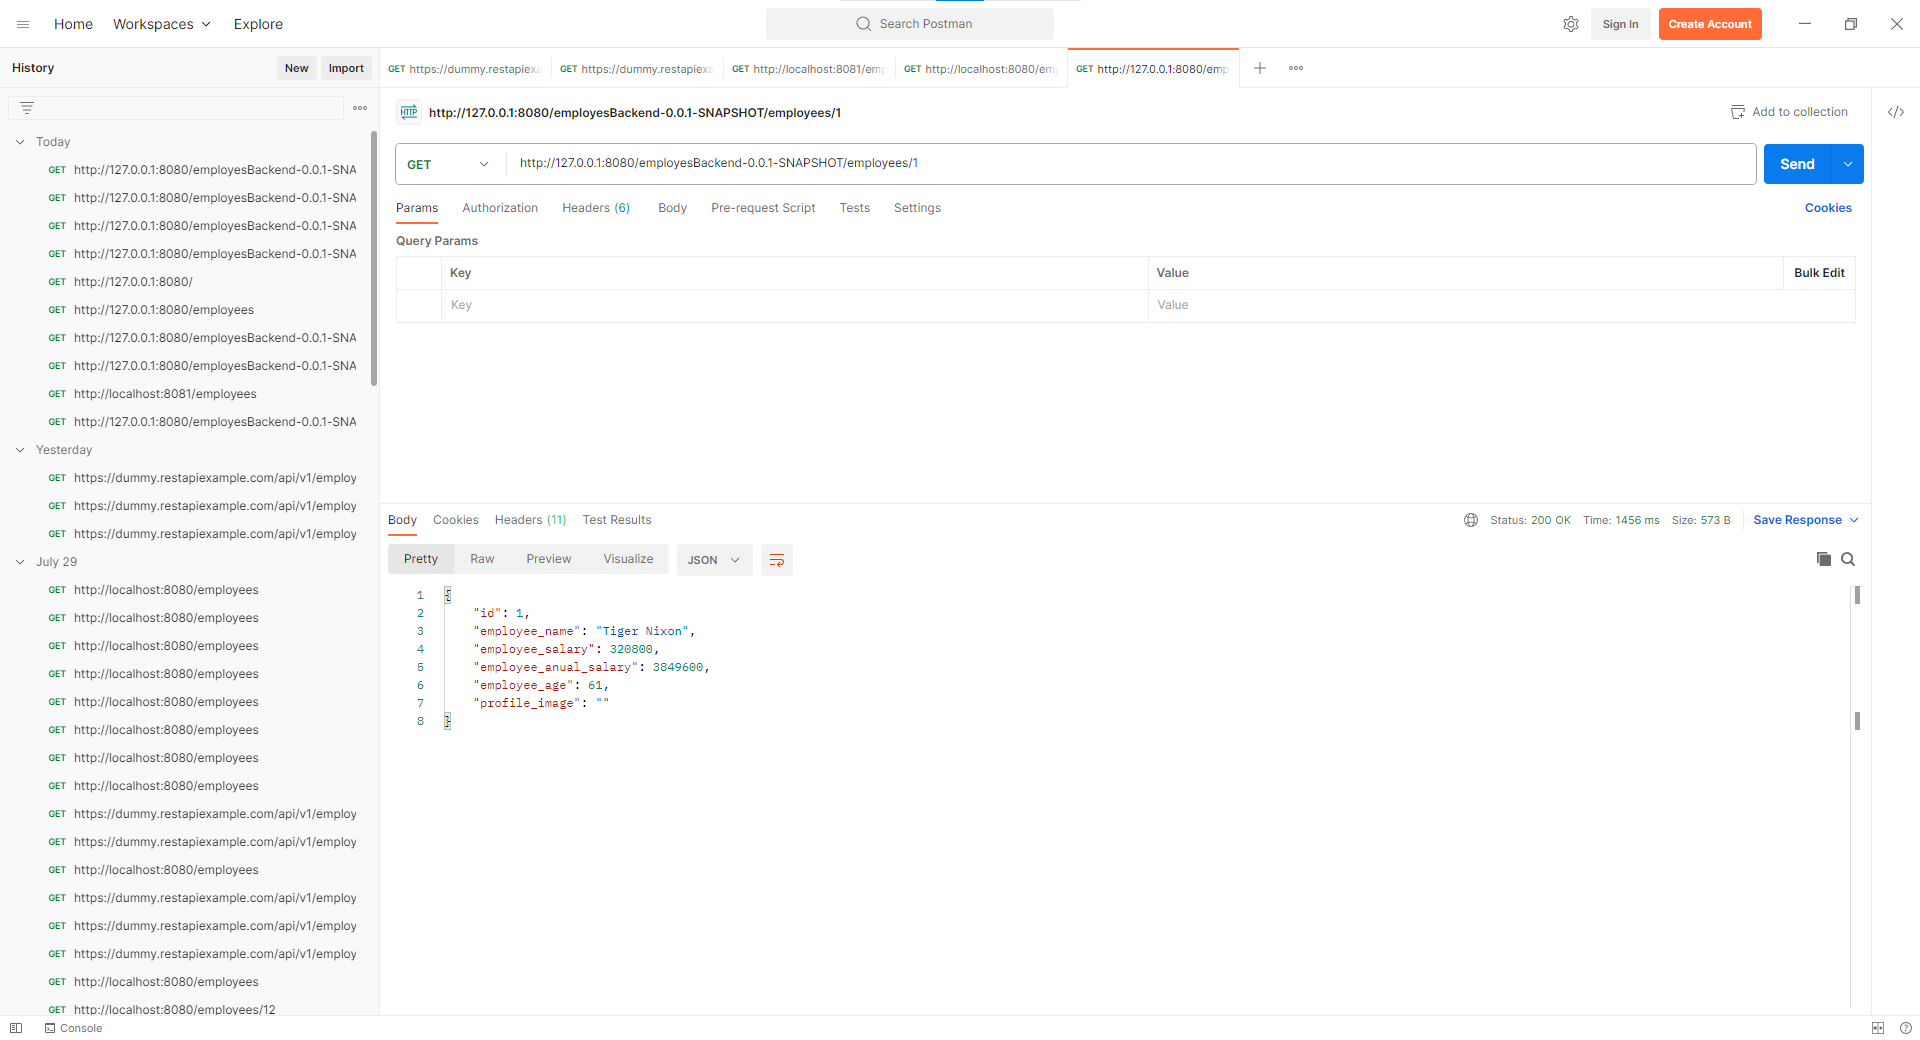 Home Workspaces Explore
Search Postman
Sign In Create Account
History New Import
GET https://dummy.restapiexa
GET https://dummy.restapiexa
GET http://localhost:8081/emp
GET http://localhost:8080/em
GET http://127.0.0.1:8080/emp
Today
GET http://127.0.0.1:8080/employesBackend-0.0.1-SNA
GET http://127.0.0.1:8080/employesBackend-0.0.1-SNA
GET http://127.0.0.1:8080/employesBackend-0.0.1-SNA
GET http://127.0.0.1:8080/employesBackend-0.0.1-SNA
GET http://127.0.0.1:8080/
GET http://127.0.0.1:8080/employees
GET http://127.0.0.1:8080/employesBackend-0.0.1-SNA
GET http://127.0.0.1:8080/employesBackend-0.0.1-SNA
GET http://localhost:8081/employees
GET http://127.0.0.1:8080/employesBackend-0.0.1-SNA
Yesterday
GET https://dummy.restapiexample.com/api/v1/employ
GET https://dummy.restapiexample.com/api/v1/employ
GET https://dummy.restapiexample.com/api/v1/employ
July 29
GET http://localhost:8080/employees
GET http://localhost:8080/employees
GET http://localhost:8080/employees
GET http://localhost:8080/employees
GET http://localhost:8080/employees
GET http://localhost:8080/employees
GET http://localhost:8080/employees
GET http://localhost:8080/employees
GET https://dummy.restapiexample.com/api/v1/employ
GET https://dummy.restapiexample.com/api/v1/employ
GET http://localhost:8080/employees
GET https://dummy.restapiexample.com/api/v1/employ
GET https://dummy.restapiexample.com/api/v1/employ
GET https://dummy.restapiexample.com/api/v1/employ
GET http://localhost:8080/employees
GET http://localhost:8080/employees/12
HTTP http://127.0.0.1:8080/employesBackend-0.0.1-SNAPSHOT/employees/1 Add to collection
GET http://127.0.0.1:8080/employesBackend-0.0.1-SNAPSHOT/employees/1 Send
Params Authorization Headers (6) Body Pre-request Script Tests Settings Cookies
Query Params
Key Value Bulk Edit
Key Value
Body Cookies Headers (11) Test Results Status: 200 OK Time: 1456 ms Size: 573 B Save Response
Pretty Raw Preview Visualize JSON
1 {
2 "id": 1,
3 "employee_name": "Tiger Nixon",
4 "employee_salary": 320800,
5 "employee_anual_salary": 3849600,
6 "employee_age": 61,
7 "profile_image": ""
8 }
Console